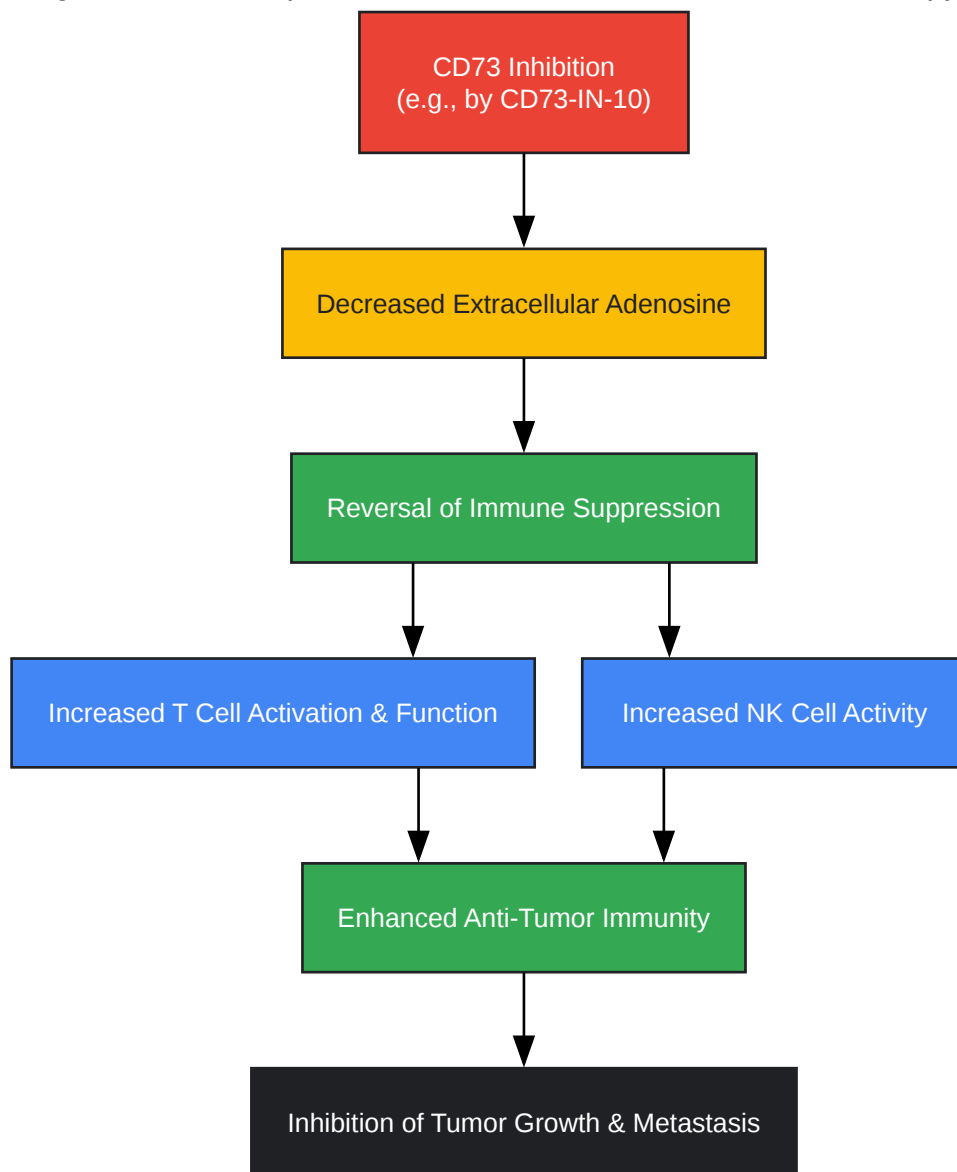 CD73 Inhibition
(e.g., by CD73-IN-10)
Decreased Extracellular Adenosine
Reversal of Immune Suppression
Increased T Cell Activation & Function
Increased NK Cell Activity
Enhanced Anti-Tumor Immunity
Inhibition of Tumor Growth & Metastasis